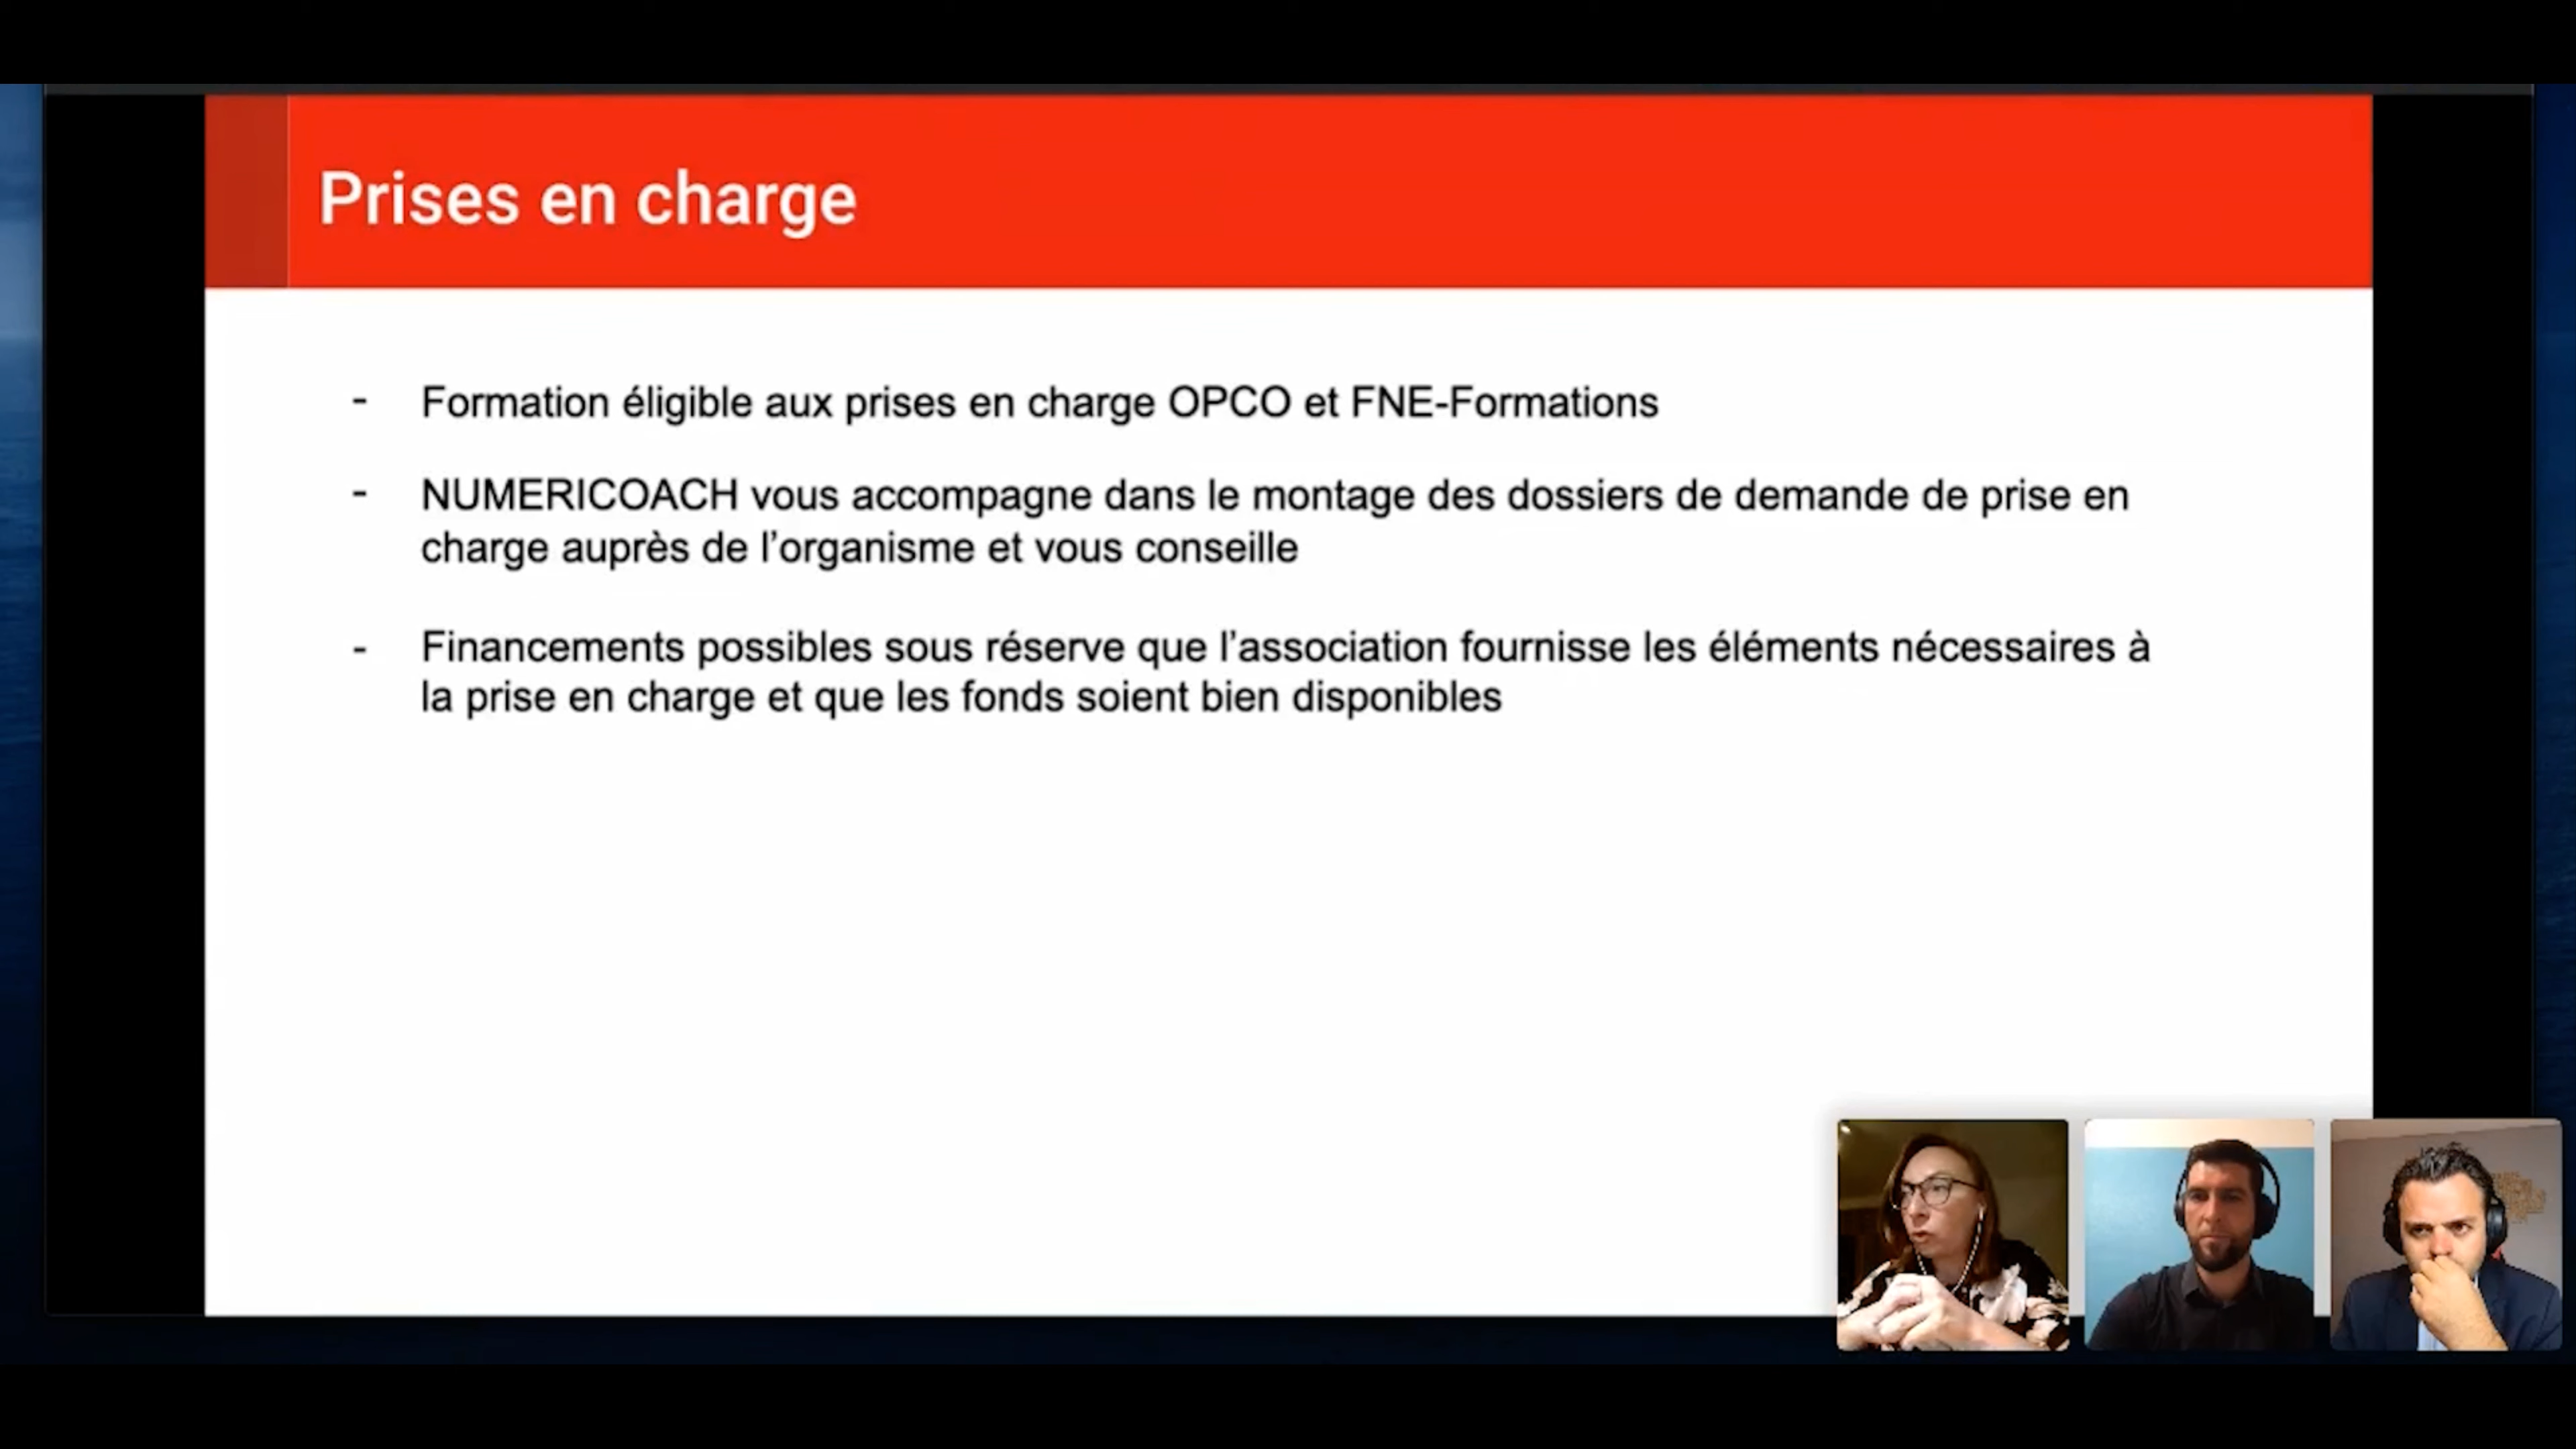 Prises en charge
- Formation éligible aux prises en charge OPCO et FNE-Formations
- NUMERICOACH vous accompagne dans le montage des dossiers de demande de prise en
charge auprès de l’organisme et vous conseille
- Financements possibles sous réserve que l’association fournisse les éléments nécessaires à
la prise en charge et que les fonds soient bien disponibles